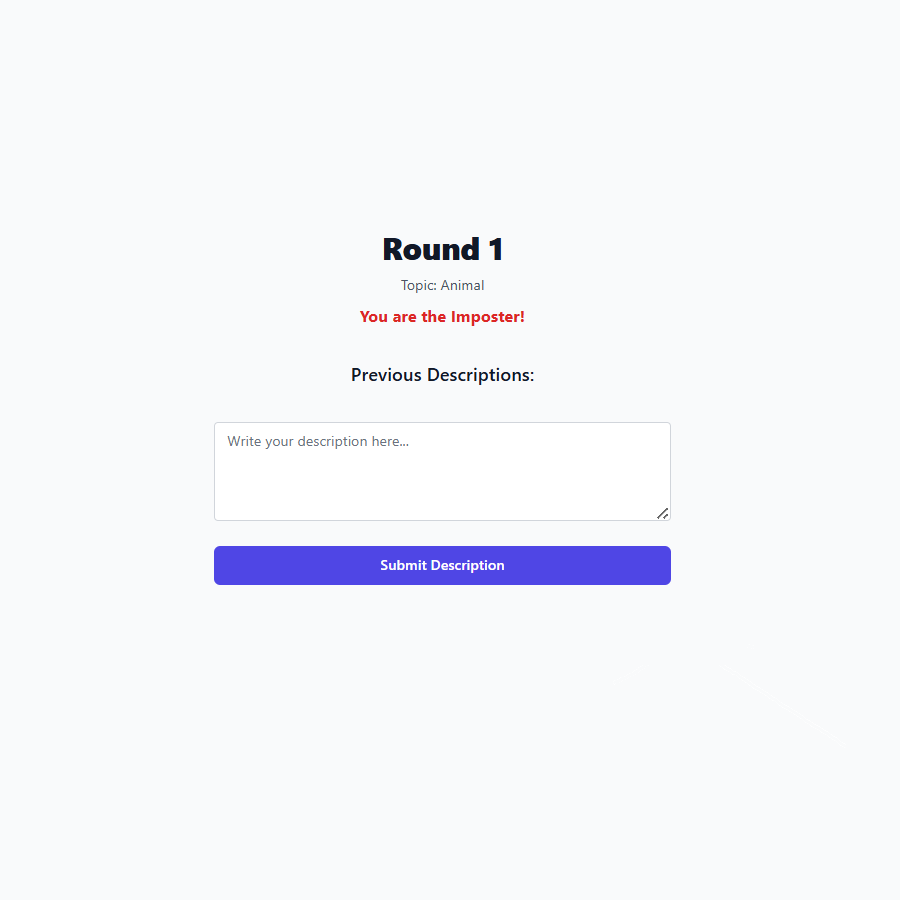 Round 1
Topic: Animal
You are the Imposter!
Previous Descriptions:
Write your description here...
Submit Description